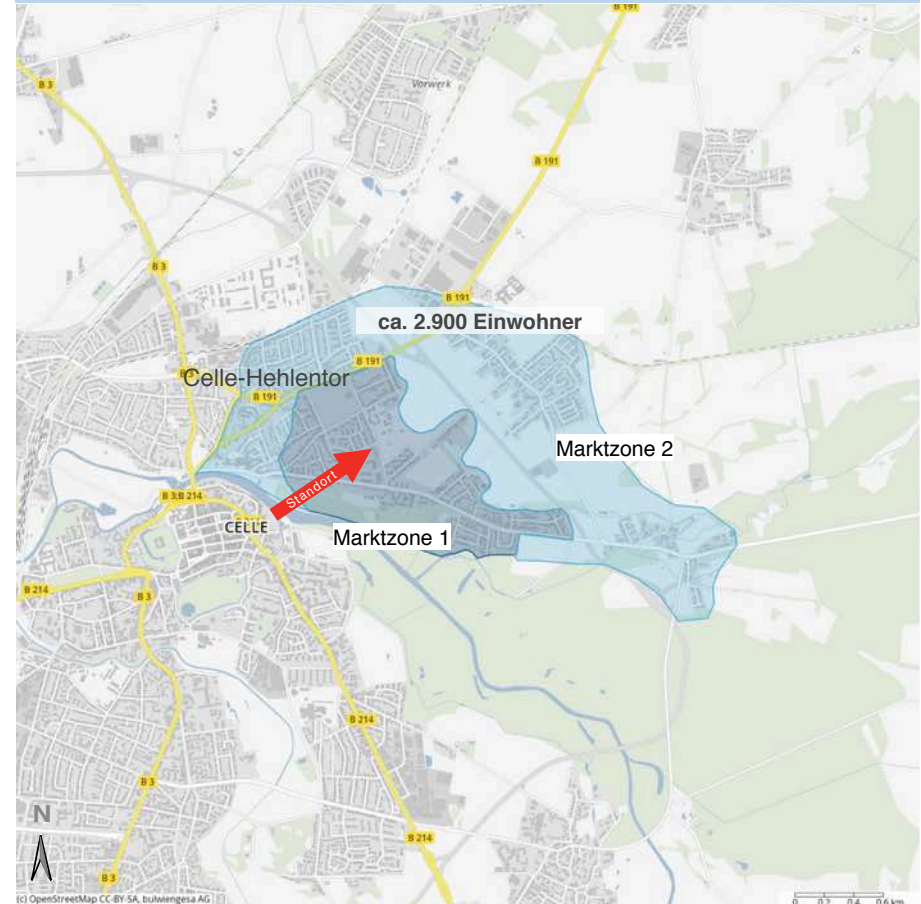 B 191
B 3
Vorwerk
B 191
B 3
B 191
ca. 2.900 Einwohner
B 191
B 3
Celle-Hehlentor
B 191
Marktzone 2
Standort
B 3;B 214
CELLE
Marktzone 1
B 214
B 3
B 214
B 3
N
B 214
B 3
(c) OpenStreetMap CC-BY-SA, bulwiengesa AG
0 0.2 0.4 0.6 km